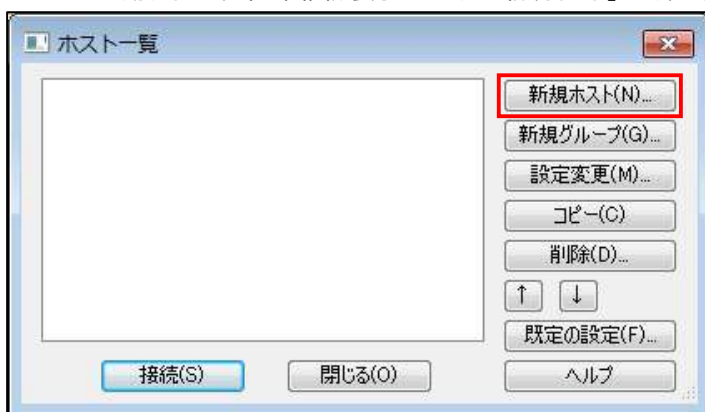 ホスト一覧
新規ホスト(N)...
新規グループ(G)...
設定変更(M)...
コピー(C)
削除(D)...
↑ ↓
既定の設定(F)...
接続(S) 閉じる(O) ヘルプ